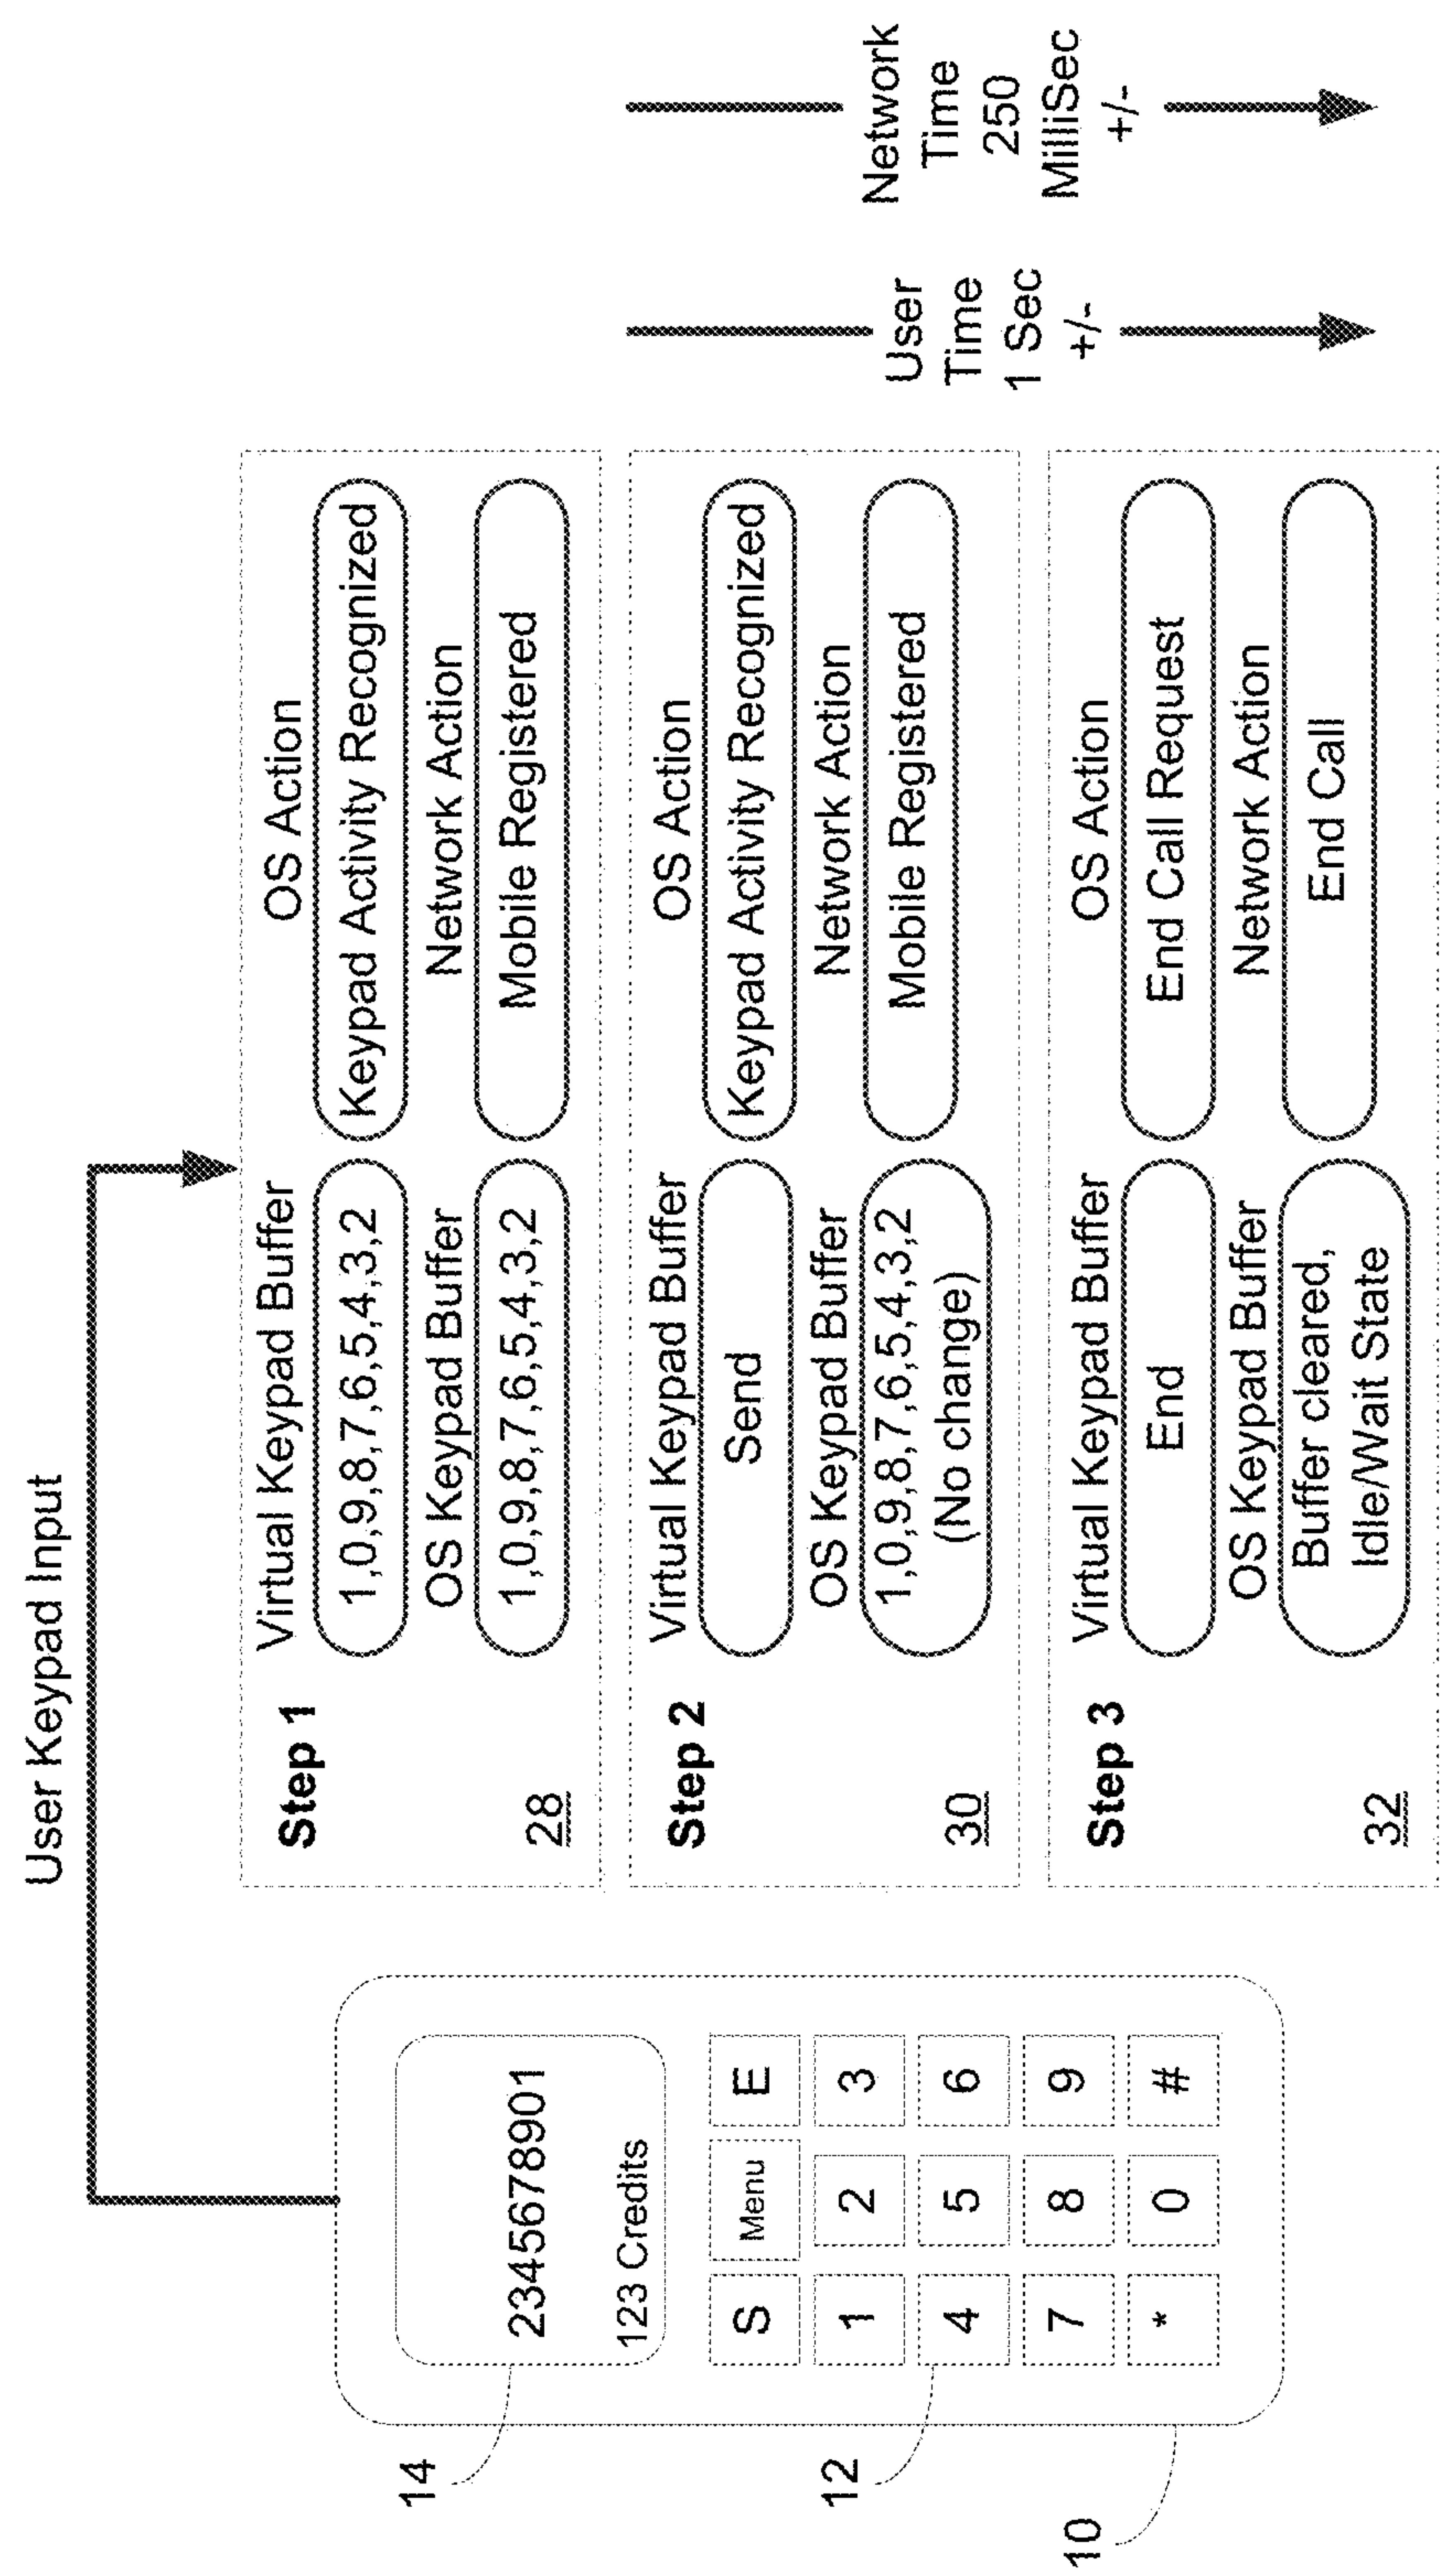 User Keypad Input
14
12
10
2345678901
123 Credits
S Menu E
1 2 3
4 5 6
7 8 9
* 0 #
Step 1
28
Virtual Keypad Buffer
1,0,9,8,7,6,5,4,3,2
OS Keypad Buffer
1,0,9,8,7,6,5,4,3,2
OS Action
Keypad Activity Recognized
Network Action
Mobile Registered
Step 2
30
Virtual Keypad Buffer
Send
OS Keypad Buffer
1,0,9,8,7,6,5,4,3,2
(No change)
OS Action
Keypad Activity Recognized
Network Action
Mobile Registered
Step 3
32
Virtual Keypad Buffer
End
OS Keypad Buffer
Buffer cleared,
Idle/Wait State
OS Action
End Call Request
Network Action
End Call
User
Time
1 Sec
+/-
Network
Time
250
MilliSec
+/-